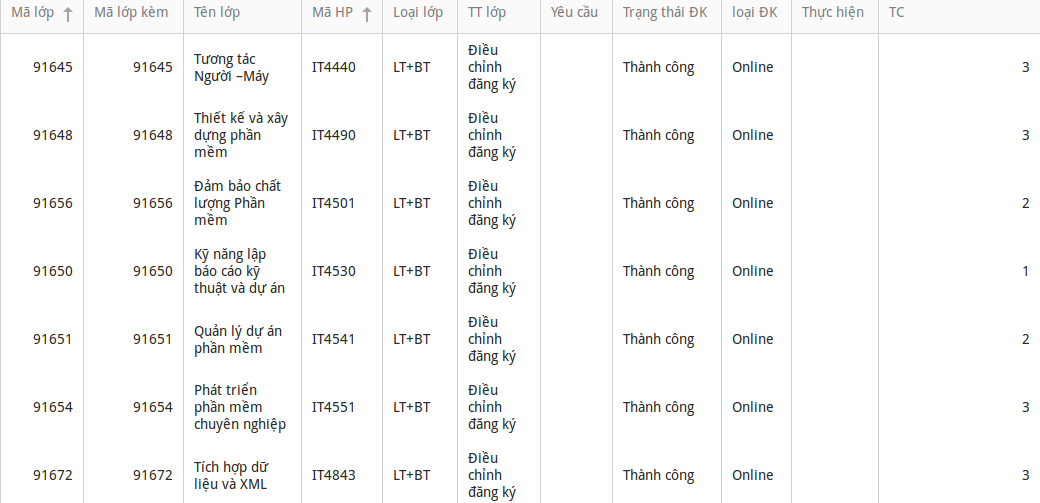 Mã lớp Mã lớp kèm Tên lớp Mã HP Loại lớp TT lớp Yêu cầu Trạng thái ĐK loại ĐK Thực hiện TC
91645 91645 Tương tác Người –Máy IT4440 LT+BT Điều chỉnh đăng ký Thành công Online 3
91648 91648 Thiết kế và xây dựng phần mềm IT4490 LT+BT Điều chỉnh đăng ký Thành công Online 3
91656 91656 Đảm bảo chất lượng Phần mềm IT4501 LT+BT Điều chỉnh đăng ký Thành công Online 2
91650 91650 Kỹ năng lập báo cáo kỹ thuật và dự án IT4530 LT+BT Điều chỉnh đăng ký Thành công Online 1
91651 91651 Quản lý dự án phần mềm IT4541 LT+BT Điều chỉnh đăng ký Thành công Online 2
91654 91654 Phát triển phần mềm chuyên nghiệp IT4551 LT+BT Điều chỉnh đăng ký Thành công Online 3
91672 91672 Tích hợp dữ liệu và XML IT4843 LT+BT Điều chỉnh đăng ký Thành công Online 3